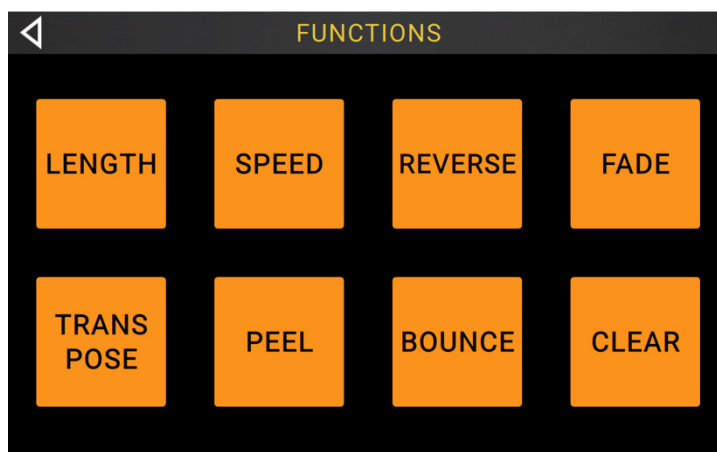 FUNCTIONS
LENGTH
SPEED
REVERSE
FADE
TRANS
POSE
PEEL
BOUNCE
CLEAR